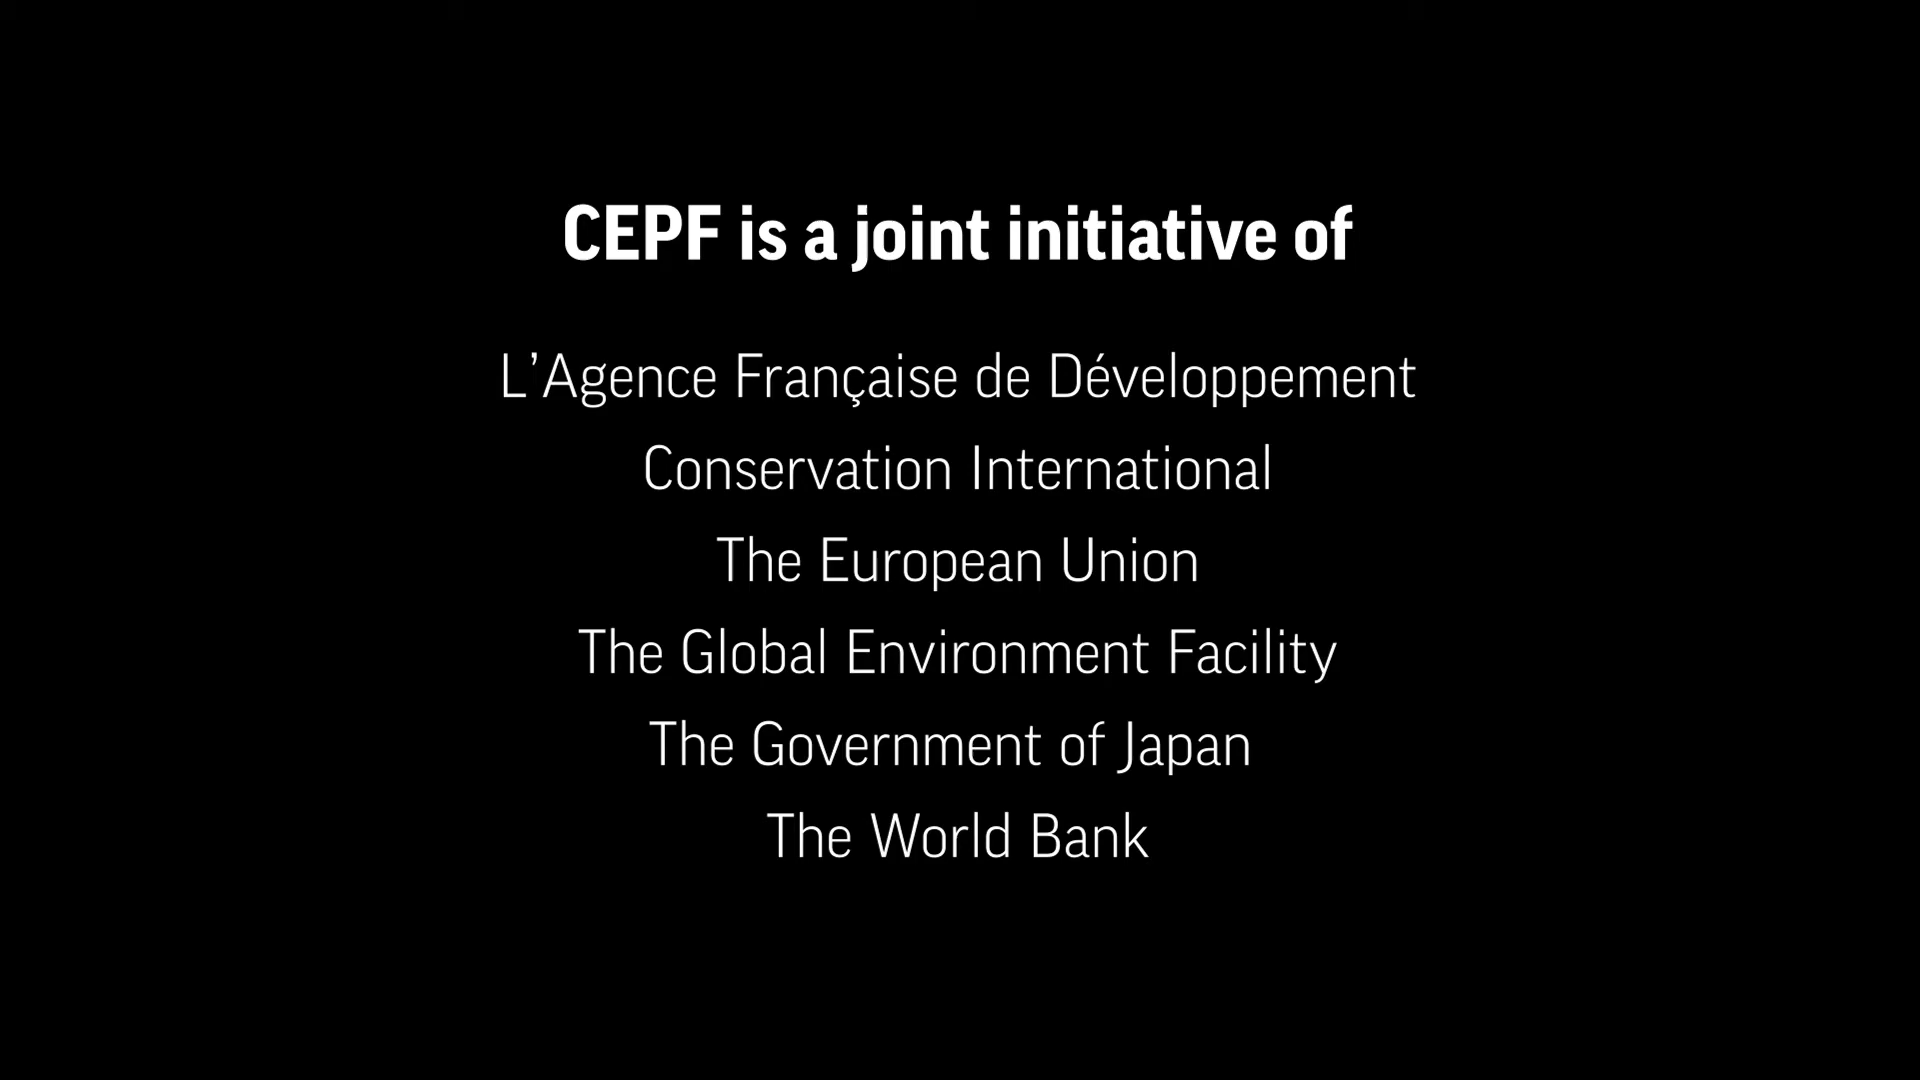 CEPF is a joint initiative of
L’Agence Française de Développement
Conservation International
The European Union
The Global Environment Facility
The Government of Japan
The World Bank